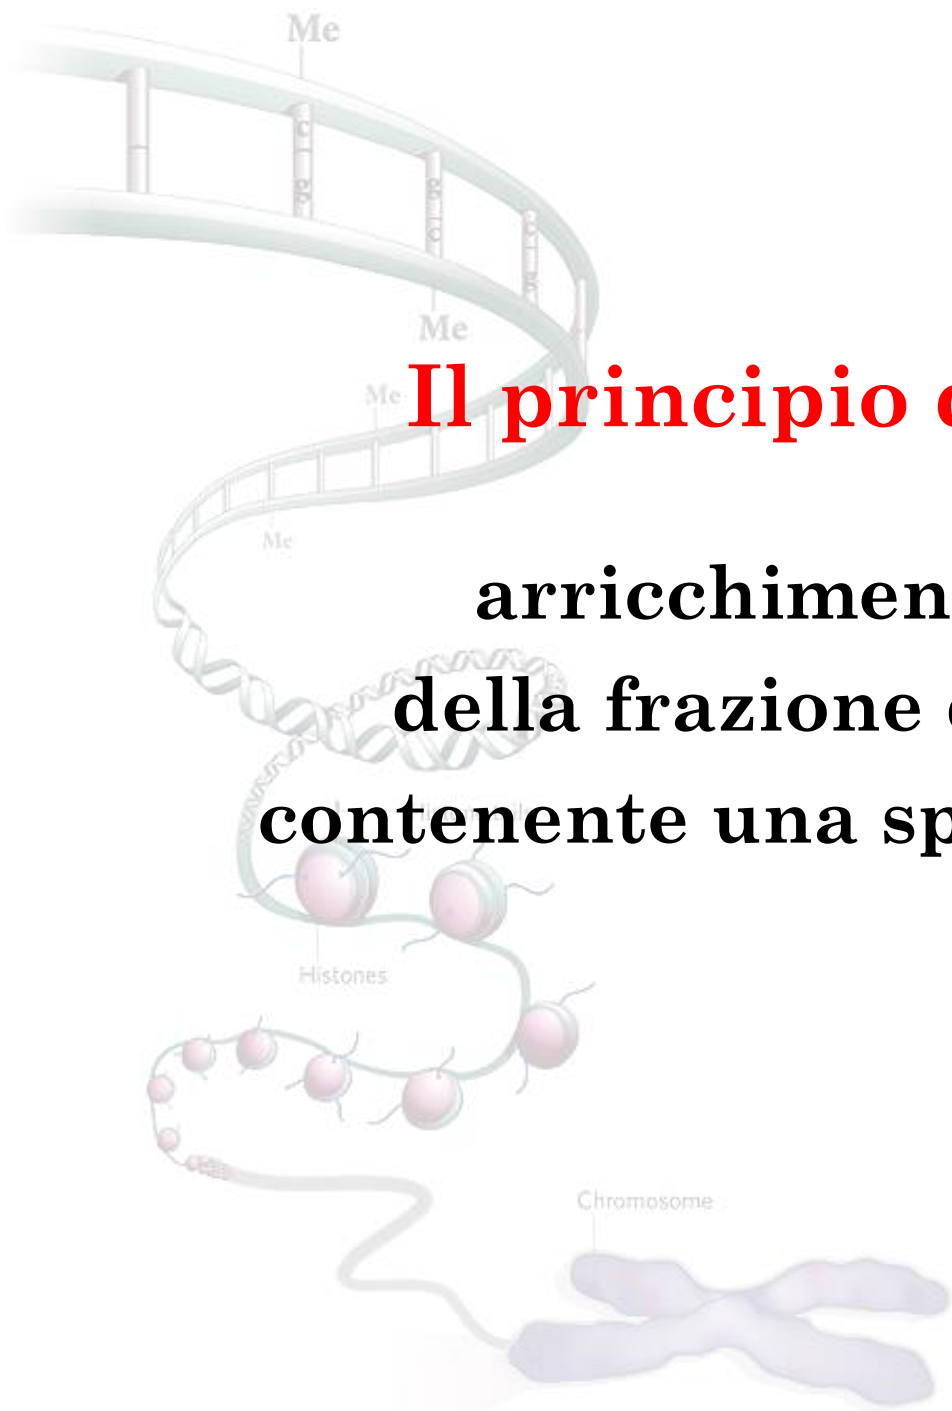 Me
C
Me
Il principio
Me
Me
arricchimen
della frazione
contenente una sp
Histones
Chromosome